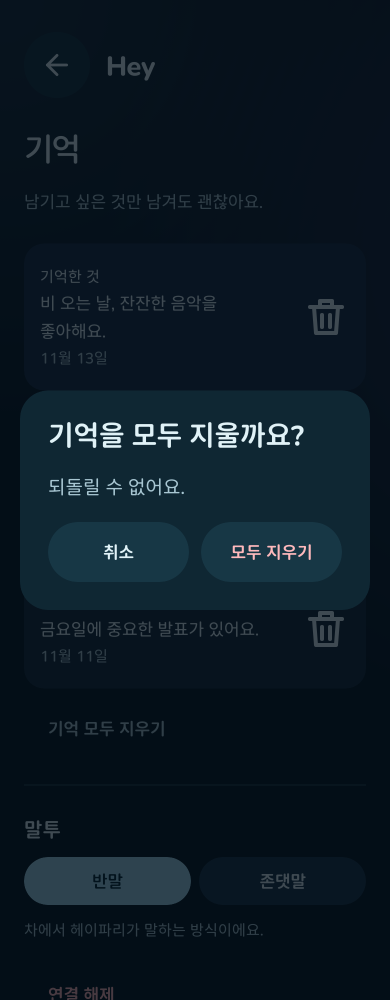 Hey
기억
남기고 싶은 것만 남겨도 괜찮아요.
기억한 것
비 오는 날, 잔잔한 음악을
좋아해요.
11월 13일
기억을 모두 지울까요?
되돌릴 수 없어요.
취소
모두 지우기
금요일에 중요한 발표가 있어요.
11월 11일
기억 모두 지우기
말투
반말
존댓말
차에서 헤이파리가 말하는 방식이에요.
연결 해제